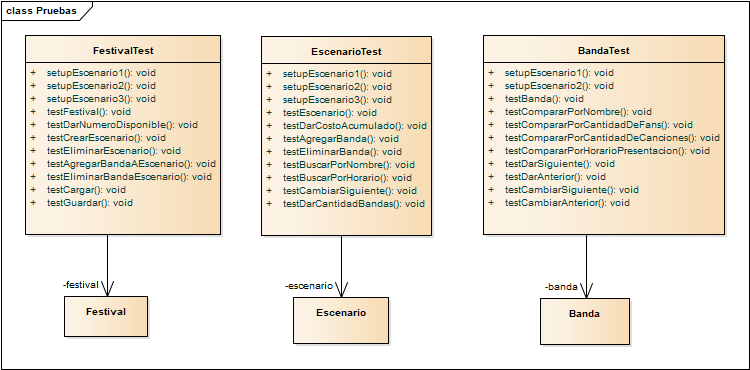 class Pruebas
FestivalTest
+ setupEscenario1(): void
+ setupEscenario2(): void
+ setupEscenario3(): void
+ testFestival(): void
+ testDarNumeroDisponible(): void
+ testCrearEscenario(): void
+ testEliminarEscenario(): void
+ testAgregarBandaAEscenario(): void
+ testEliminarBandaEscenario(): void
+ testCargar(): void
+ testGuardar(): void
EscenarioTest
+ setupEscenario1(): void
+ setupEscenario2(): void
+ setupEscenario3(): void
+ testEscenario(): void
+ testDarCostoAcumulado(): void
+ testAgregarBanda(): void
+ testEliminarBanda(): void
+ testBuscarPorNombre(): void
+ testBuscarPorHorario(): void
+ testCambiarSiguiente(): void
+ testDarCantidadBandas(): void
BandaTest
+ setupEscenario1(): void
+ setupEscenario2(): void
+ testBanda(): void
+ testCompararPorNombre(): void
+ testCompararPorCantidadDeFans(): void
+ testCompararPorCantidadDeCanciones(): void
+ testCompararPorHorarioPresentacion(): void
+ testDarSiguiente(): void
+ testDarAnterior(): void
+ testCambiarSiguiente(): void
+ testCambiarAnterior(): void
-festival
-escenario
-banda
Festival
Escenario
Banda